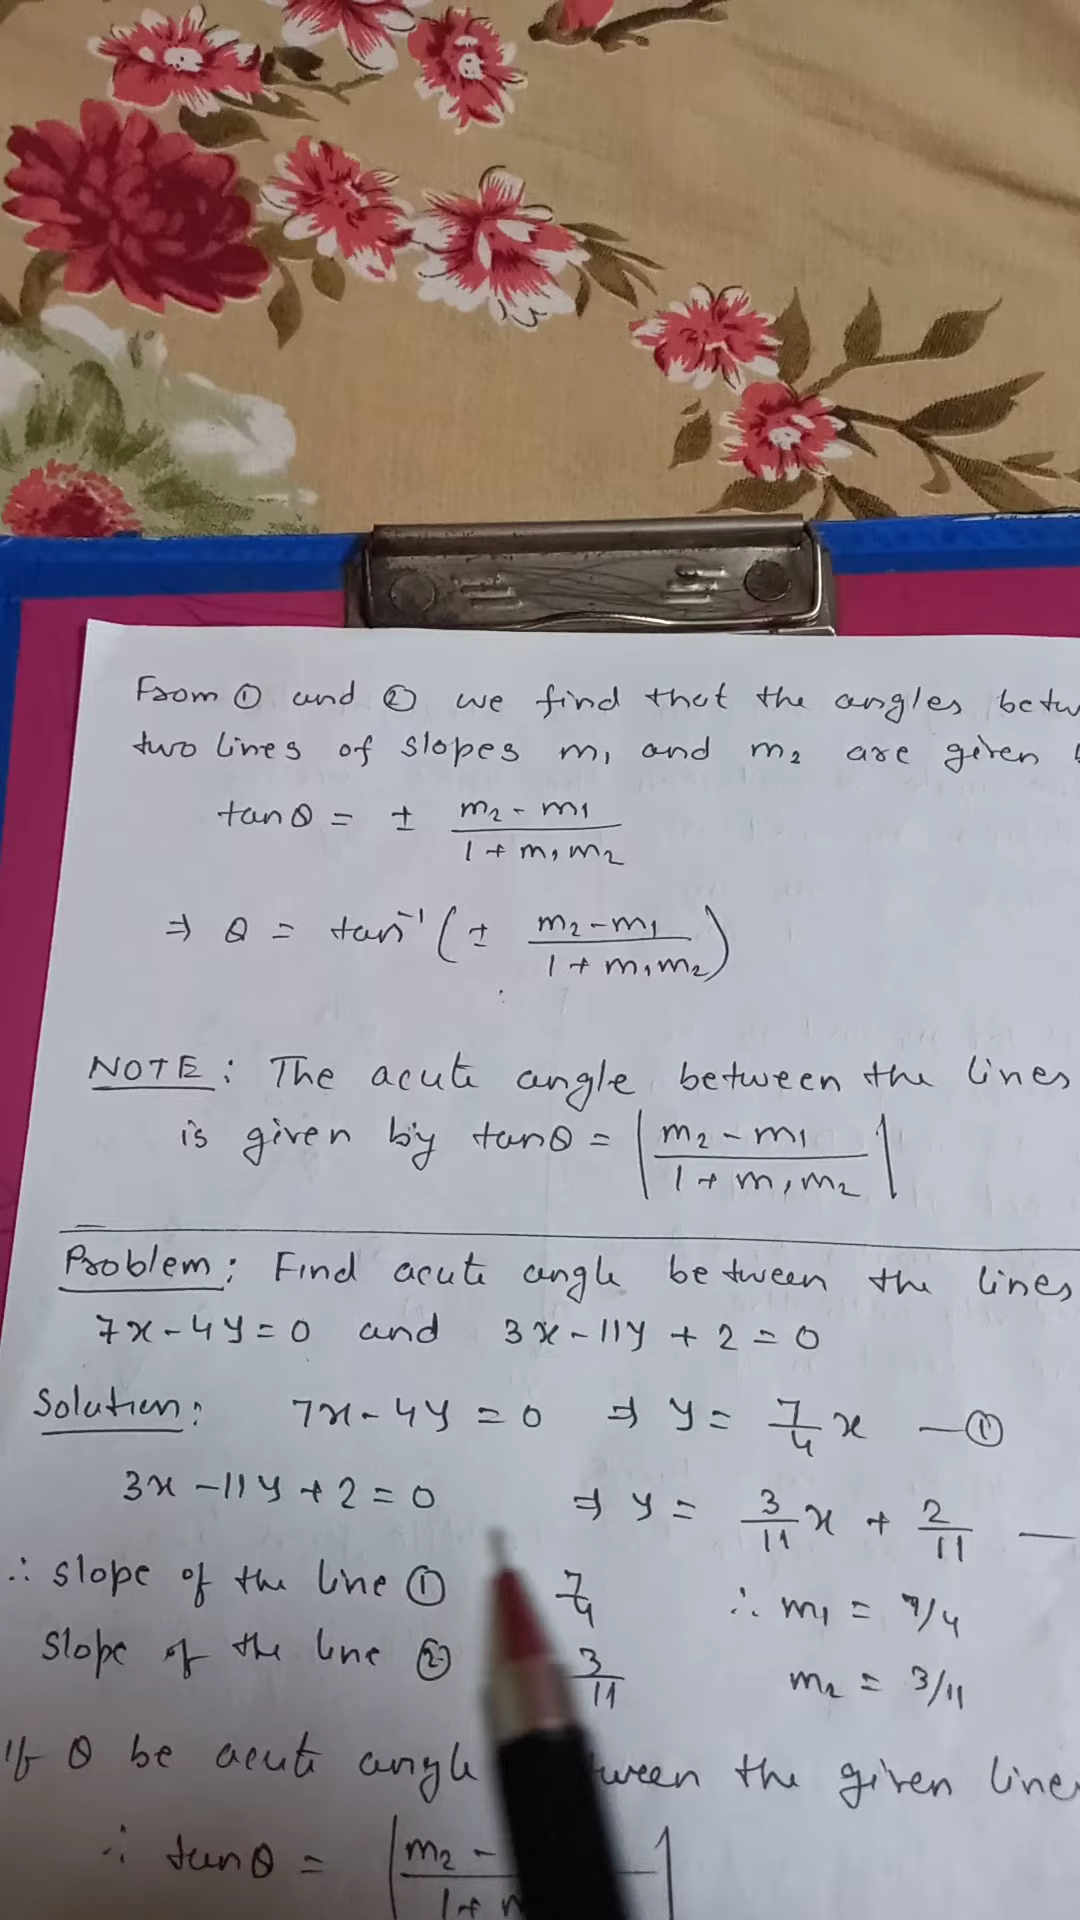 From ① and ② we find that the angles
two lines of slopes m₁ and m₂ are given
tanθ = ± (m₂ - m₁)/(1 + m₁m₂)
⇒ θ = tan⁻¹(± (m₂ - m₁)/(1 + m₁m₂))
NOTE: The acute angle between the lines
is given by tanθ = |(m₂ - m₁)/(1 + m₁m₂)|
Problem: Find acute angle between the lines
7x - 4y = 0 and 3x - 11y + 2 = 0
Solution: 7x - 4y = 0 ⇒ y = 7/4 x — ①
3x - 11y + 2 = 0 ⇒ y = 3/11 x + 2/11 —
∴ slope of the line ① 7/4 ∴ m₁ = 7/4
slope of the line ② 3/11 m₂ = 3/11
If θ be acute angle the given line
∴ tanθ = | m₂ -